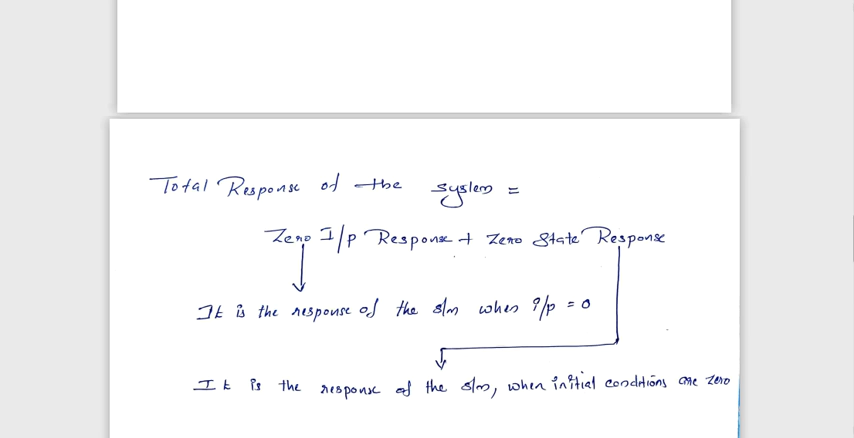 Total Response of the system =
Zero I/p Response + Zero State Response
It is the response of the s/m when i/p = 0
It is the response of the s/m, when initial conditions are zero